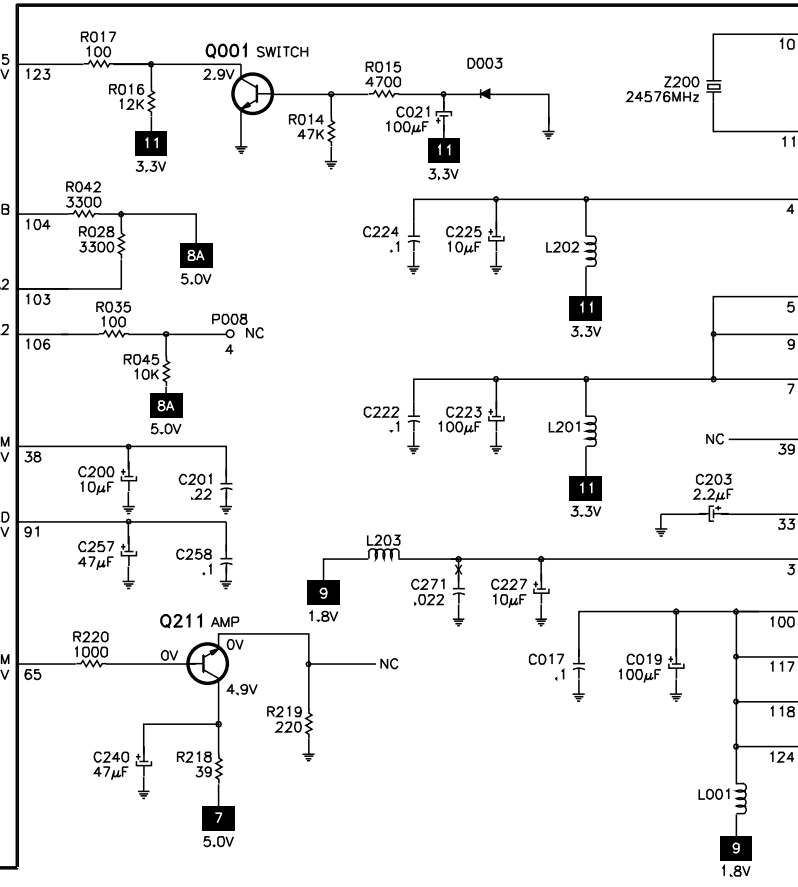 5
V
123
R017
100
R016
12K
11
3.3V
Q001 SWITCH
2.9V
R014
47K
R015
4700
C021
100µF
+
11
3.3V
D003
Z200
24576MHz
10
11
B
104
R042
3300
R028
3300
8A
5.0V
.2
103
.2
106
R035
100
R045
10K
8A
5.0V
P008
NC
4
C224
.1
C225
10µF
+
L202
11
3.3V
4
5
9
7
C222
.1
C223
100µF
+
L201
11
3.3V
NC
39
C203
2.2µF
+
33
M
V
38
C200
10µF
+
C201
.22
D
V
91
C257
47µF
+
C258
.1
L203
9
1.8V
C271
.022
C227
10µF
+
3
M
V
65
R220
1000
Q211 AMP
0V
0V
4.9V
NC
R219
220
C240
47µF
+
R218
39
7
5.0V
C017
.1
C019
100µF
+
100
117
118
124
L001
9
1.8V